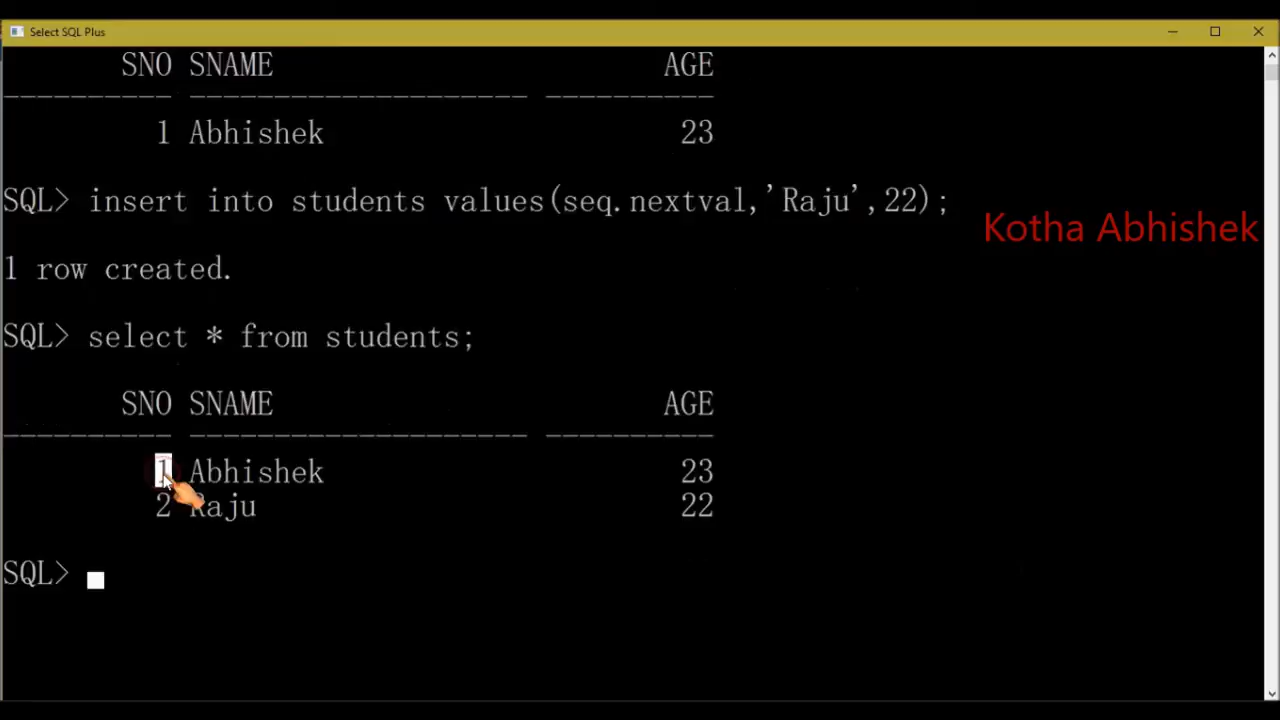 Select SQL Plus
SNO SNAME AGE
---------- -------------------- ----------
1 Abhishek 23
SQL> insert into students values(seq.nextval,'Raju',22);
Kotha Abhishek
1 row created.
SQL> select * from students;
SNO SNAME AGE
---------- -------------------- ----------
1 Abhishek 23
2 Raju 22
SQL>